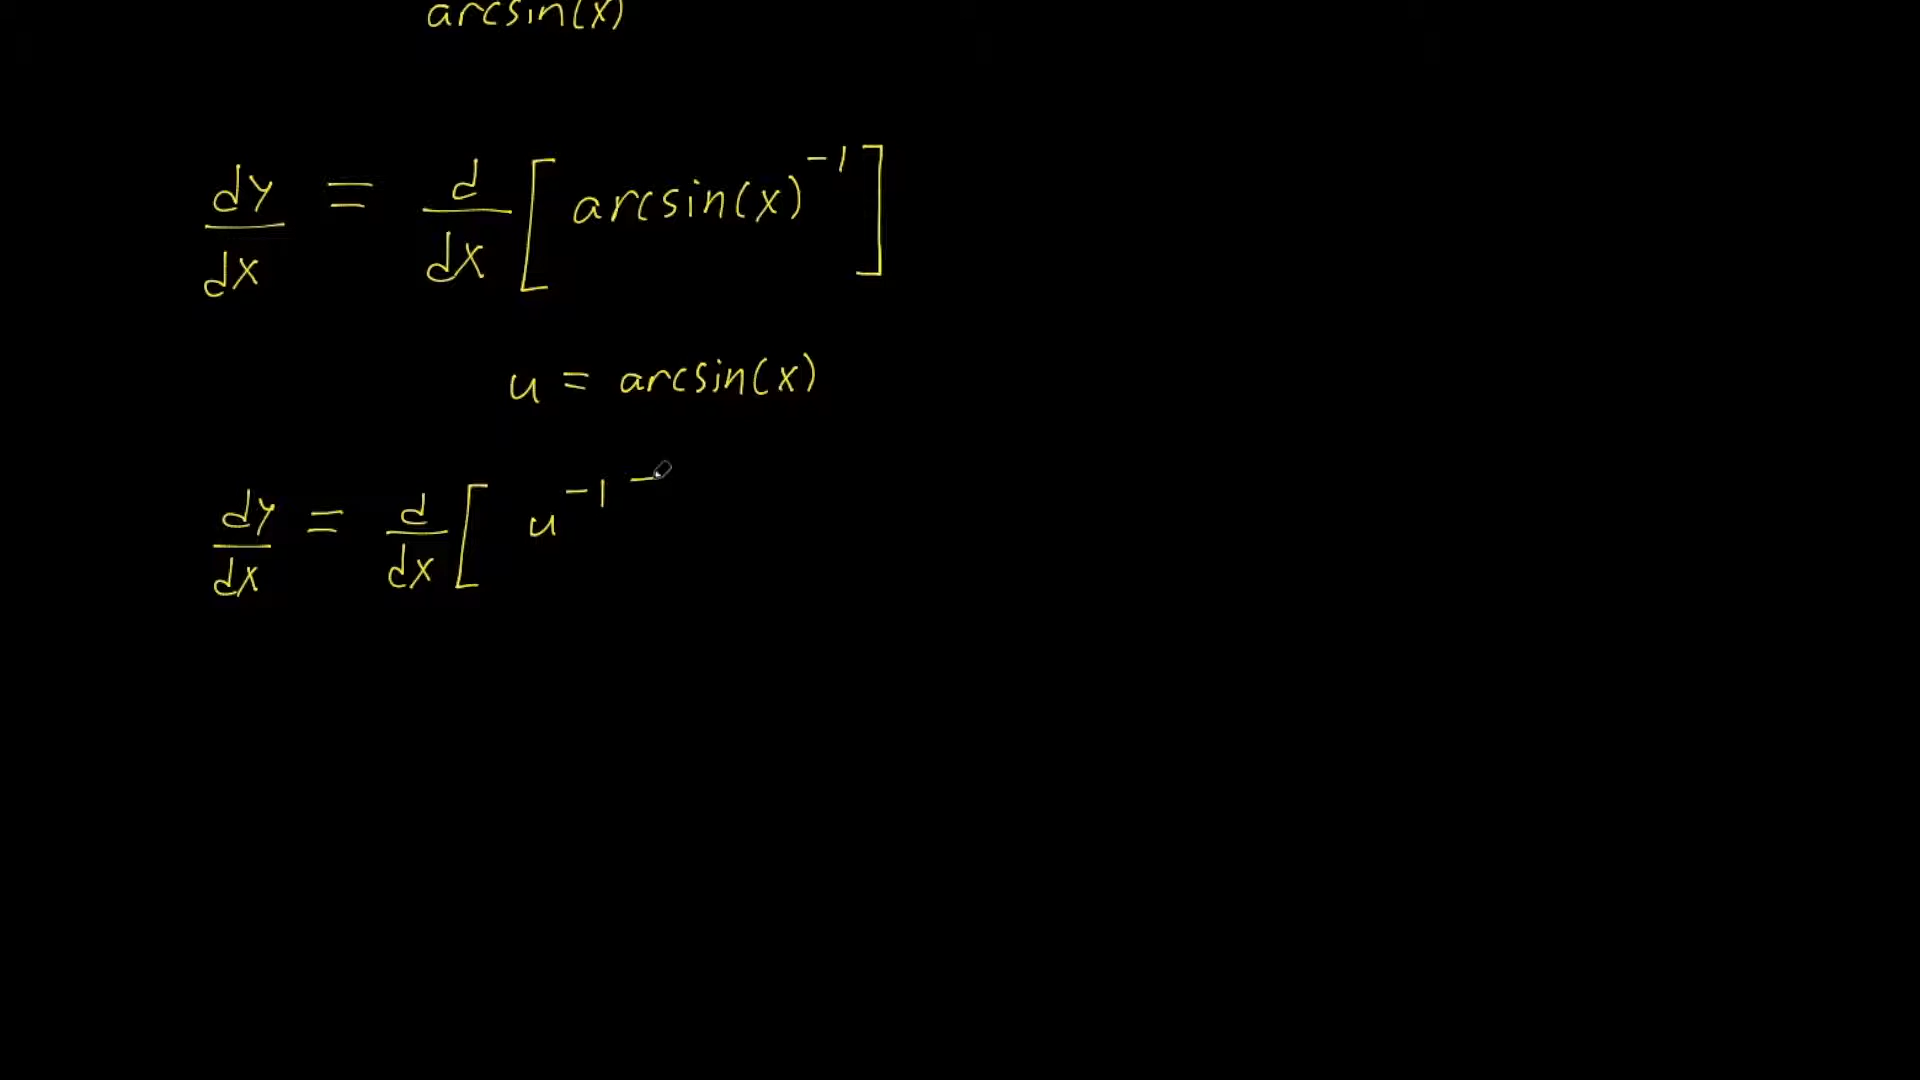 arcsin(x)
dy/dx = d/dx [ arcsin(x)^-1 ]
u = arcsin(x)
dy/dx = d/dx [ u^-1